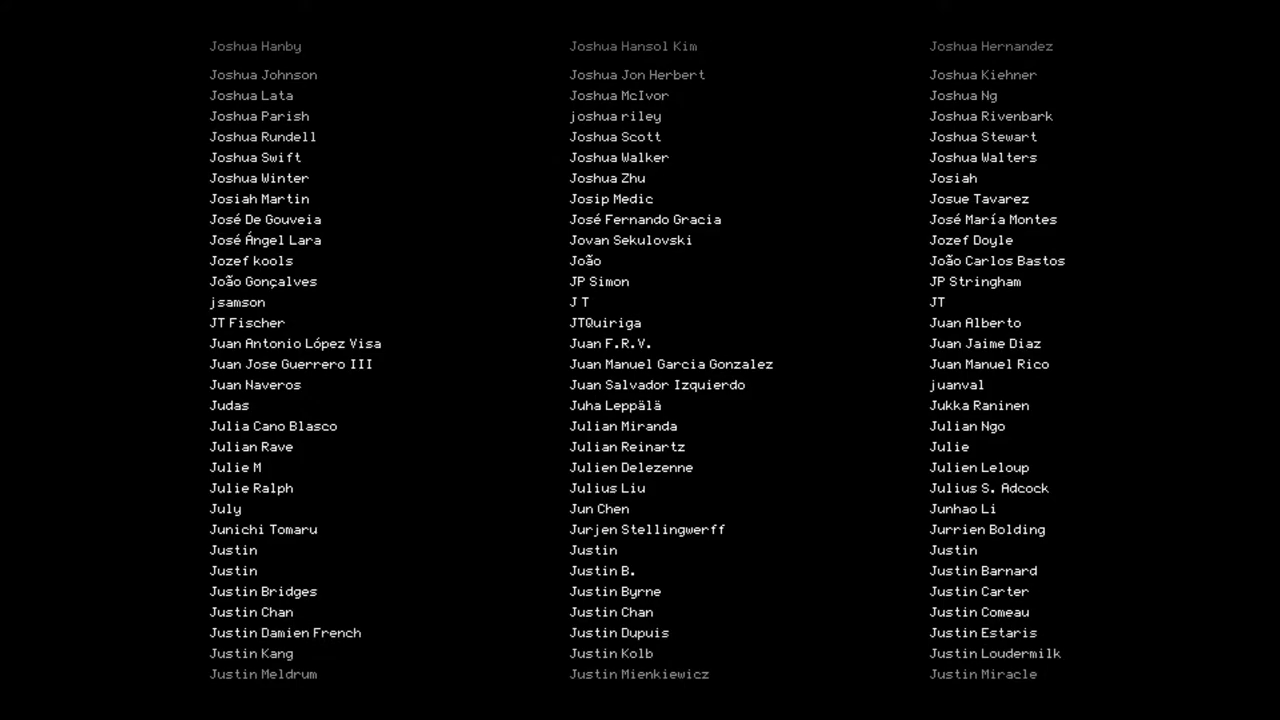 Joshua Hanby Joshua Hansol Kim Joshua Hernandez
Joshua Johnson Joshua Jon Herbert Joshua Kiehner
Joshua Lata Joshua McIvor Joshua Ng
Joshua Parish joshua riley Joshua Rivenbark
Joshua Rundell Joshua Scott Joshua Stewart
Joshua Swift Joshua Walker Joshua Walters
Joshua Winter Joshua Zhu Josiah
Josiah Martin Josip Medic Josue Tavarez
José De Gouveia José Fernando Gracia José María Montes
José Ángel Lara Jovan Sekulovski Jozef Doyle
Jozef kools João João Carlos Bastos
João Gonçalves JP Simon JP Stringham
jsamson J T JT
JT Fischer JTQuiriga Juan Alberto
Juan Antonio López Visa Juan F.R.V. Juan Jaime Diaz
Juan Jose Guerrero III Juan Manuel Garcia Gonzalez Juan Manuel Rico
Juan Naveros Juan Salvador Izquierdo juanval
Judas Juha Leppälä Jukka Raninen
Julia Cano Blasco Julian Miranda Julian Ngo
Julian Rave Julian Reinartz Julie
Julie M Julien Delezenne Julien Leloup
Julie Ralph Julius Liu Julius S. Adcock
July Jun Chen Junhao Li
Junichi Tomaru Jurjen Stellingwerff Jurrien Bolding
Justin Justin Justin
Justin Justin B. Justin Barnard
Justin Bridges Justin Byrne Justin Carter
Justin Chan Justin Chan Justin Comeau
Justin Damien French Justin Dupuis Justin Estaris
Justin Kang Justin Kolb Justin Loudermilk
Justin Meldrum Justin Mienkiewicz Justin Miracle